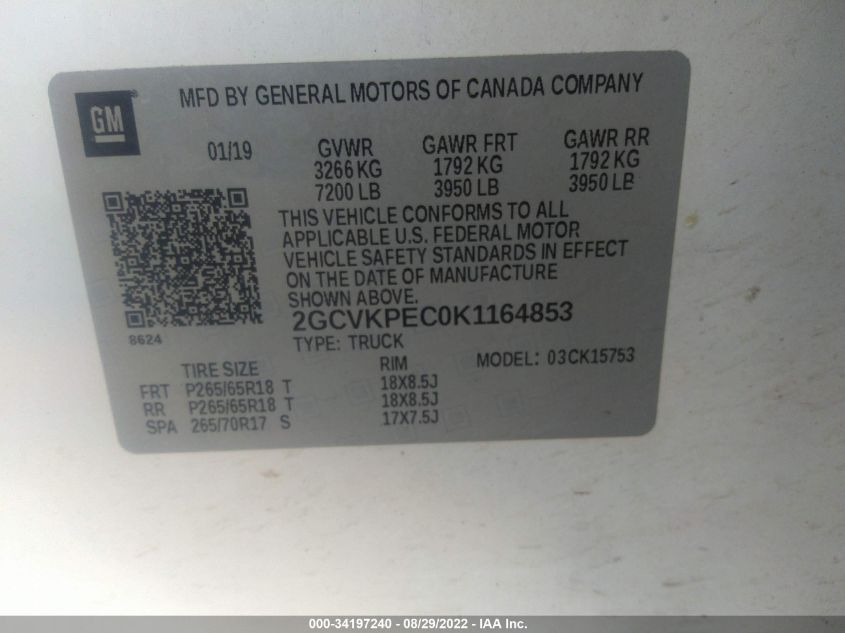 MFD BY GENERAL MOTORS OF CANADA COMPANY
GM®
01/19 GVWR GAWR FRT GAWR RR
3266 KG 1792 KG 1792 KG
7200 LB 3950 LB 3950 LB
THIS VEHICLE CONFORMS TO ALL
APPLICABLE U.S. FEDERAL MOTOR
VEHICLE SAFETY STANDARDS IN EFFECT
ON THE DATE OF MANUFACTURE
SHOWN ABOVE.
2GCVKPEC0K1164853
8624
TYPE: TRUCK
MODEL: 03CK15753
TIRE SIZE RIM
FRT P265/65R18 T 18X8.5J
RR P265/65R18 T 18X8.5J
SPA 265/70R17 S 17X7.5J
000-34197240 - 08/29/2022 - IAA Inc.